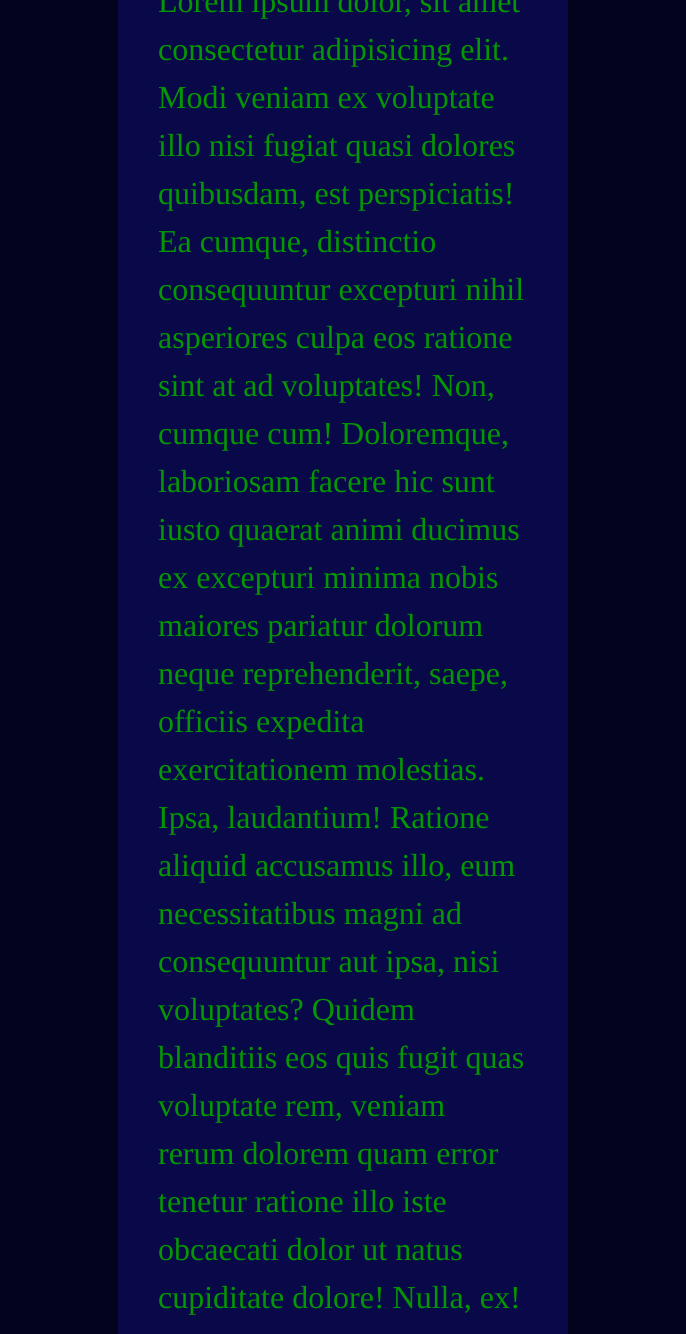 Lorem ipsum dolor, sit amet
consectetur adipisicing elit.
Modi veniam ex voluptate
illo nisi fugiat quasi dolores
quibusdam, est perspiciatis!
Ea cumque, distinctio
consequuntur excepturi nihil
asperiores culpa eos ratione
sint at ad voluptates! Non,
cumque cum! Doloremque,
laboriosam facere hic sunt
iusto quaerat animi ducimus
ex excepturi minima nobis
maiores pariatur dolorum
neque reprehenderit, saepe,
officiis expedita
exercitationem molestias.
Ipsa, laudantium! Ratione
aliquid accusamus illo, eum
necessitatibus magni ad
consequuntur aut ipsa, nisi
voluptates? Quidem
blanditiis eos quis fugit quas
voluptate rem, veniam
rerum dolorem quam error
tenetur ratione illo iste
obcaecati dolor ut natus
cupiditate dolore! Nulla, ex!